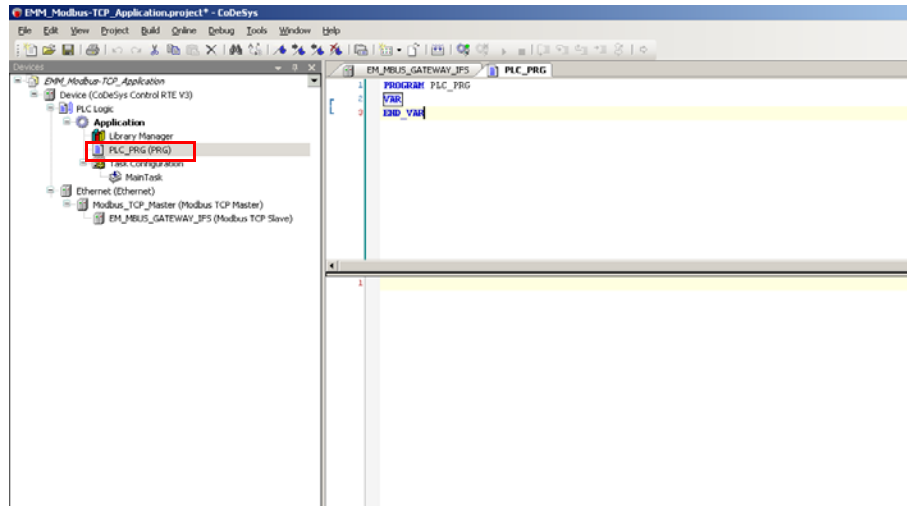 EMM_Modbus-TCP_Application.project* - CoDeSys
File Edit View Project Build Online Debug Tools Window Help
Devices
EMM_Modbus-TCP_Application
Device (CoDeSys Control RTE V3)
PLC Logic
Application
Library Manager
PLC_PRG (PRG)
Task Configuration
MainTask
Ethernet (Ethernet)
Modbus_TCP_Master (Modbus TCP Master)
EM_MBUS_GATEWAY_IFS (Modbus TCP Slave)
EM_MBUS_GATEWAY_IFS PLC_PRG
1 PROGRAM PLC_PRG
2 VAR
3 END_VAR
1